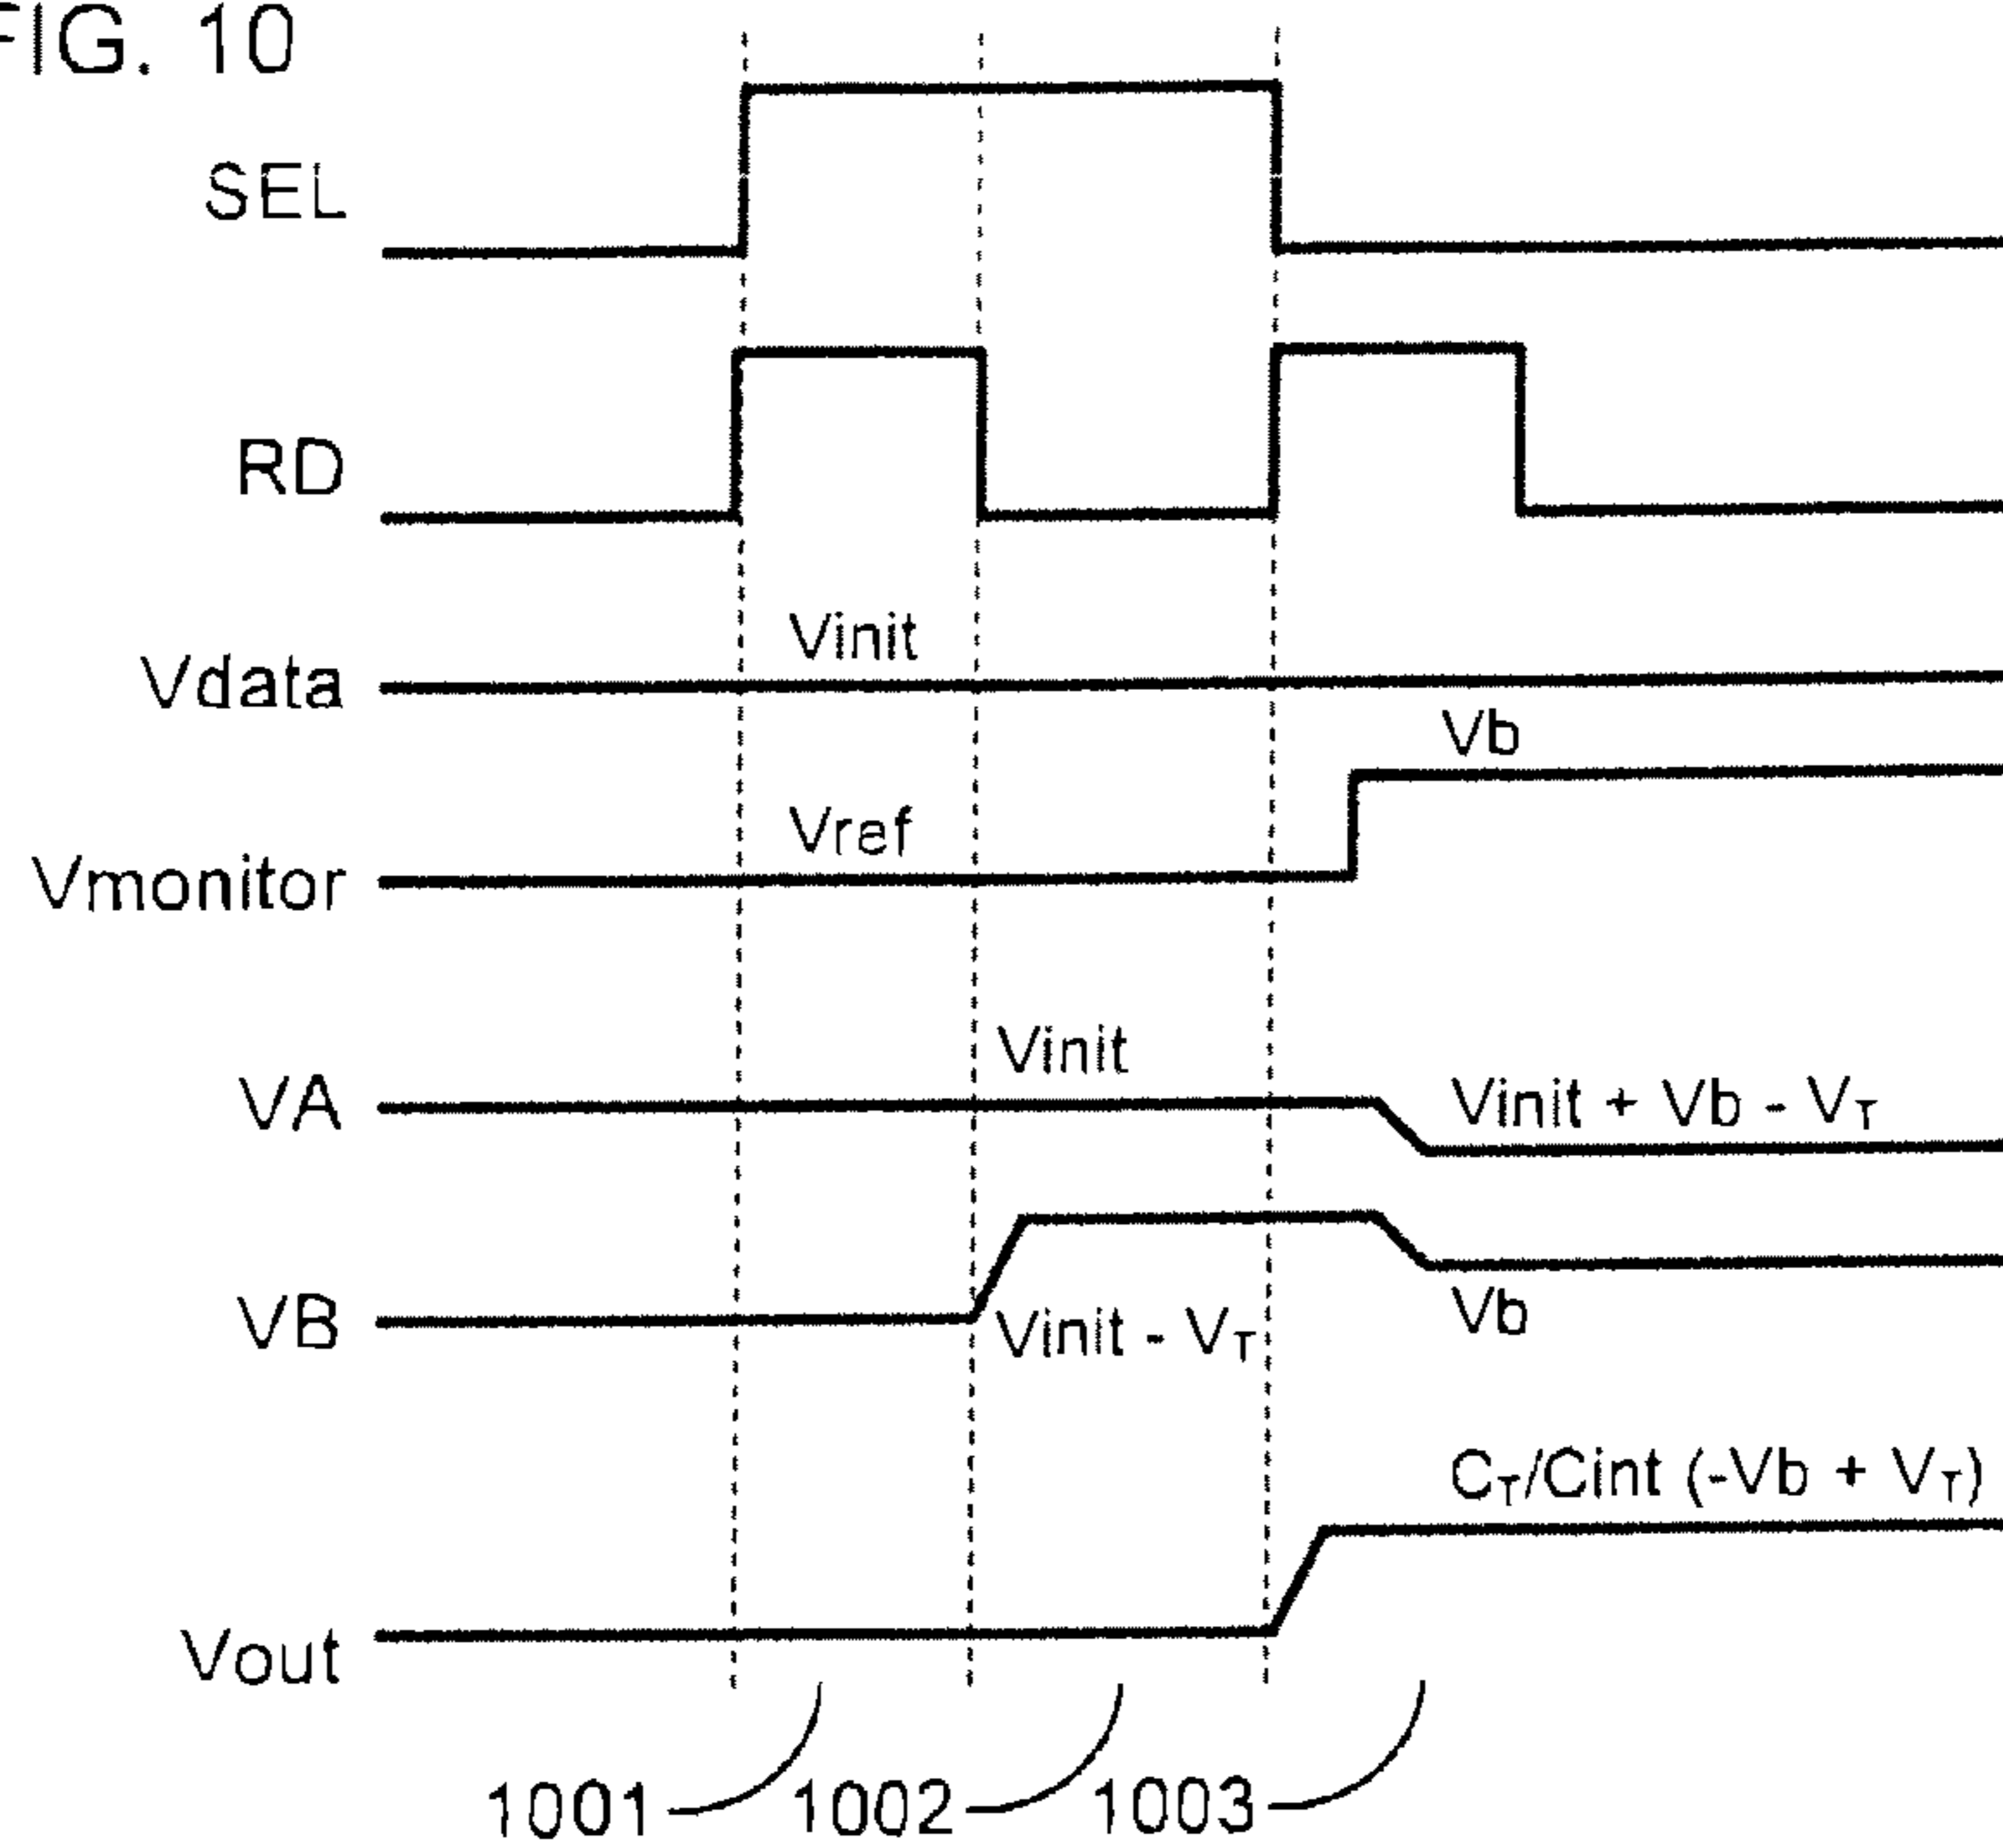 FIG. 10
SEL
RD
Vinit
Vdata
Vb
Vref
Vmonitor
Vinit
VA
Vinit + Vb - VT
VB
Vinit - VT
Vb
CT/Cint (-Vb + VT)
Vout
1001
1002
1003